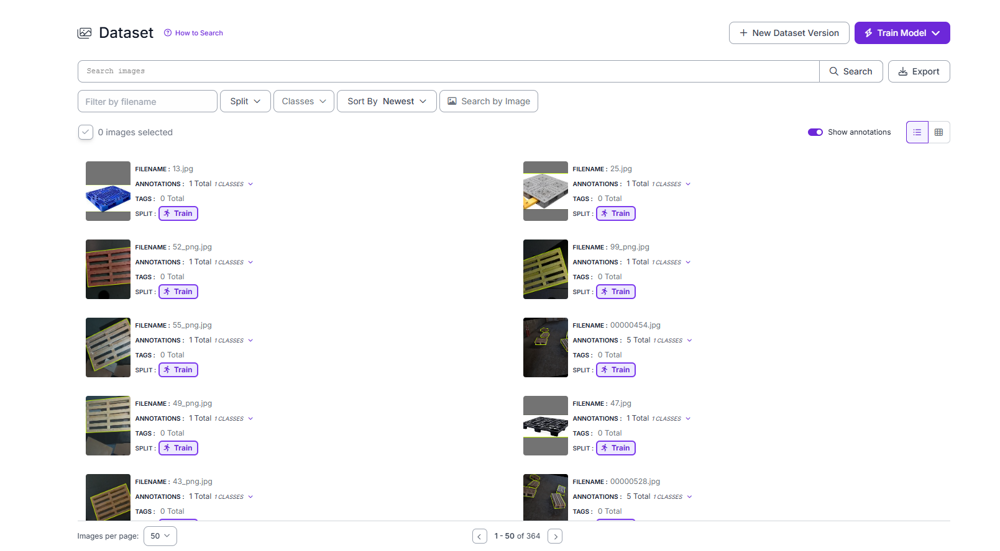 Dataset How to Search New Dataset Version Train Model
Search images Search Export
Filter by filename Split Classes Sort By Newest Search by Image
0 images selected Show annotations
FILENAME : 13.jpg
ANNOTATIONS : 1 Total 1 CLASSES
TAGS : 0 Total
SPLIT : Train
FILENAME : 25.jpg
ANNOTATIONS : 1 Total 1 CLASSES
TAGS : 0 Total
SPLIT : Train
FILENAME : 52_png.jpg
ANNOTATIONS : 1 Total 1 CLASSES
TAGS : 0 Total
SPLIT : Train
FILENAME : 99_png.jpg
ANNOTATIONS : 1 Total 1 CLASSES
TAGS : 0 Total
SPLIT : Train
FILENAME : 55_png.jpg
ANNOTATIONS : 1 Total 1 CLASSES
TAGS : 0 Total
SPLIT : Train
FILENAME : 00000454.jpg
ANNOTATIONS : 5 Total 1 CLASSES
TAGS : 0 Total
SPLIT : Train
FILENAME : 49_png.jpg
ANNOTATIONS : 1 Total 1 CLASSES
TAGS : 0 Total
SPLIT : Train
FILENAME : 47.jpg
ANNOTATIONS : 1 Total 1 CLASSES
TAGS : 0 Total
SPLIT : Train
FILENAME : 43_png.jpg
ANNOTATIONS : 1 Total 1 CLASSES
TAGS : 0 Total
FILENAME : 00000528.jpg
ANNOTATIONS : 5 Total 1 CLASSES
TAGS : 0 Total
Images per page: 50 1 - 50 of 364